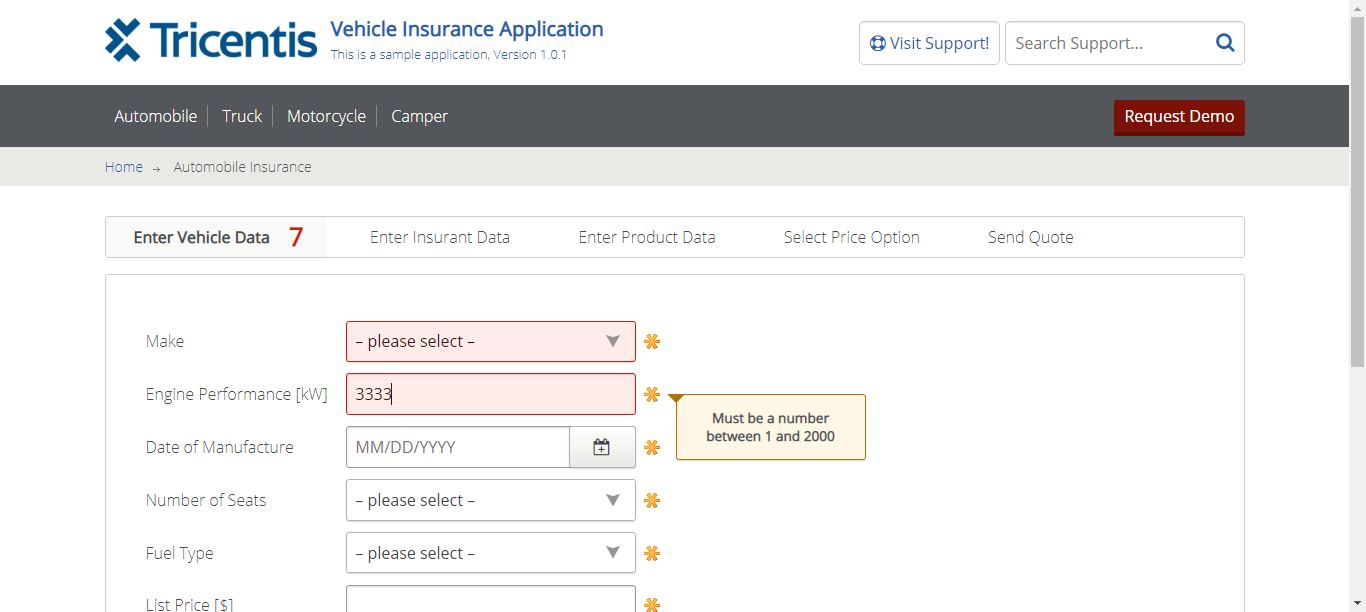 Tricentis
Vehicle Insurance Application
This is a sample application, Version 1.0.1
Visit Support!
Search Support...
Automobile
Truck
Motorcycle
Camper
Request Demo
Home → Automobile Insurance
Enter Vehicle Data 7
Enter Insurant Data
Enter Product Data
Select Price Option
Send Quote
Make
– please select –
Engine Performance [kW]
3333
Must be a number
between 1 and 2000
Date of Manufacture
MM/DD/YYYY
Number of Seats
– please select –
Fuel Type
– please select –
List Price [$]